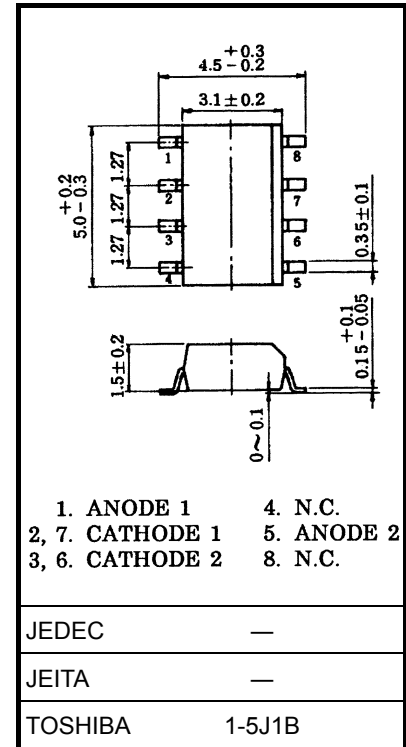 +0.3
4.5 - 0.2
3.1 ± 0.2
+0.2
5.0 - 0.3
1.27
1.27
1.27
1
2
3
4
8
7
6
5
0.35 ± 0.1
+0.1
0.15 - 0.05
1.5 ± 0.2
0 ~ 0.1
1. ANODE 1 4. N.C.
2, 7. CATHODE 1 5. ANODE 2
3, 6. CATHODE 2 8. N.C.
JEDEC —
JEITA —
TOSHIBA 1-5J1B